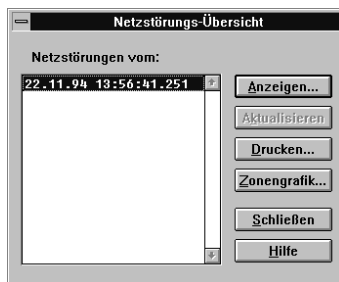 Netzstörungs-Übersicht
Netzstörungen vom:
22.11.94 13:56:41.251
Anzeigen...
Aktualisieren
Drucken...
Zonengrafik...
Schließen
Hilfe